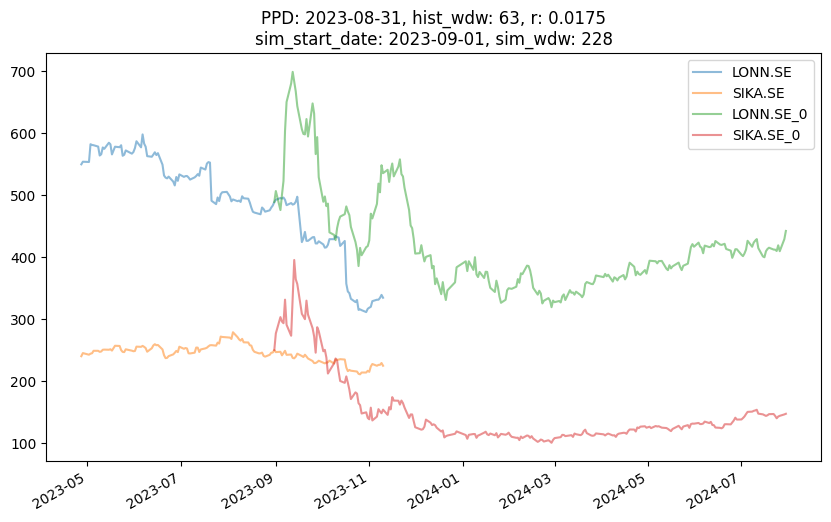 PPD: 2023-08-31, hist_wdw: 63, r: 0.0175
sim_start_date: 2023-09-01, sim_wdw: 228
LONN.SE
SIKA.SE
LONN.SE_0
SIKA.SE_0
700
600
500
400
300
200
100
2023-05
2023-07
2023-09
2023-11
2024-01
2024-03
2024-05
2024-07